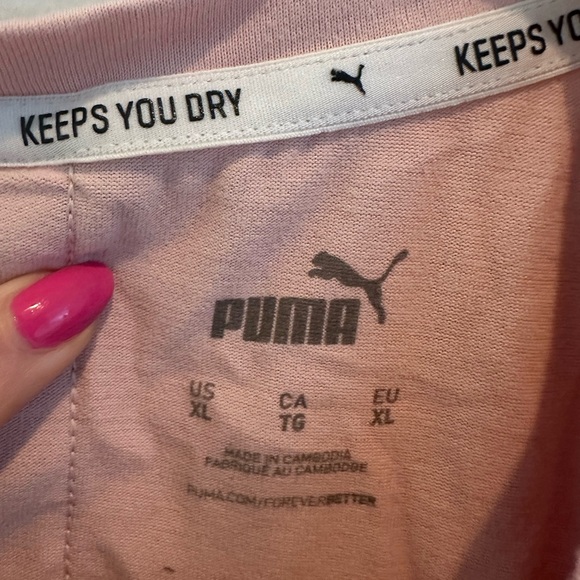 KEEPS YOU DRY
KEEPS YO
PUMA
US CA EU
XL TG XL
MADE IN CAMBODIA
FABRIQUÉ AU CAMBODGE
PUMA.COM/FOREVERBETTER